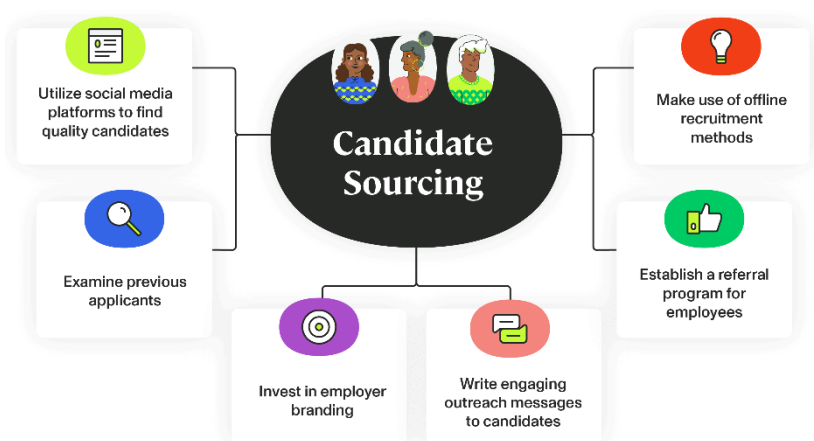 Candidate
Sourcing
Utilize social media
platforms to find
quality candidates
Examine previous
applicants
Invest in employer
branding
Write engaging
outreach messages
to candidates
Establish a referral
program for
employees
Make use of offline
recruitment
methods